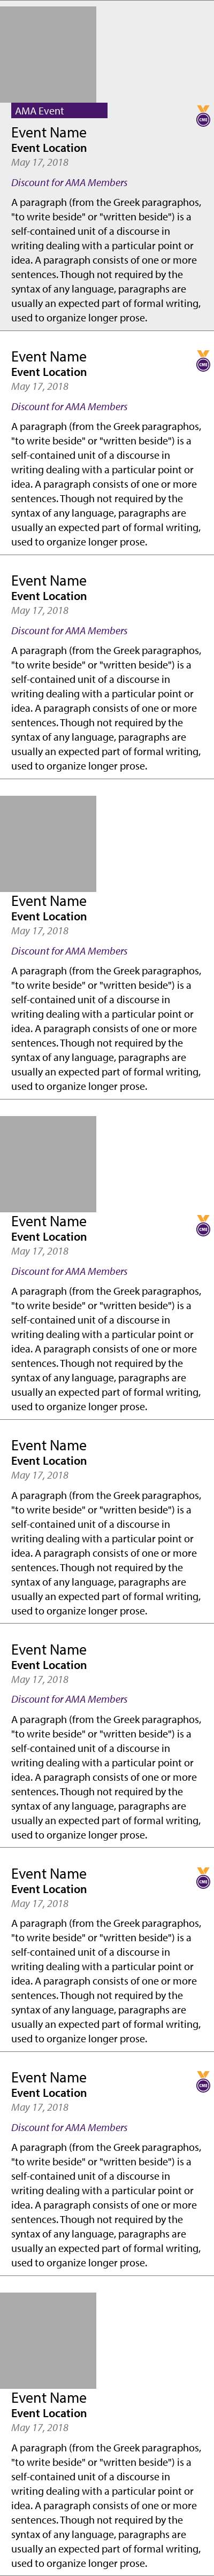 AMA Event
CME
Event Name
Event Location
May 17, 2018
Discount for AMA Members
A paragraph (from the Greek paragraphos,
"to write beside" or "written beside") is a
self-contained unit of a discourse in
writing dealing with a particular point or
idea. A paragraph consists of one or more
sentences. Though not required by the
syntax of any language, paragraphs are
usually an expected part of formal writing,
used to organize longer prose.
Event Name
CME
Event Location
May 17, 2018
Discount for AMA Members
A paragraph (from the Greek paragraphos,
"to write beside" or "written beside") is a
self-contained unit of a discourse in
writing dealing with a particular point or
idea. A paragraph consists of one or more
sentences. Though not required by the
syntax of any language, paragraphs are
usually an expected part of formal writing,
used to organize longer prose.
Event Name
Event Location
May 17, 2018
Discount for AMA Members
A paragraph (from the Greek paragraphos,
"to write beside" or "written beside") is a
self-contained unit of a discourse in
writing dealing with a particular point or
idea. A paragraph consists of one or more
sentences. Though not required by the
syntax of any language, paragraphs are
usually an expected part of formal writing,
used to organize longer prose.
Event Name
Event Location
May 17, 2018
Discount for AMA Members
A paragraph (from the Greek paragraphos,
"to write beside" or "written beside") is a
self-contained unit of a discourse in
writing dealing with a particular point or
idea. A paragraph consists of one or more
sentences. Though not required by the
syntax of any language, paragraphs are
usually an expected part of formal writing,
used to organize longer prose.
Event Name
CME
Event Location
May 17, 2018
Discount for AMA Members
A paragraph (from the Greek paragraphos,
"to write beside" or "written beside") is a
self-contained unit of a discourse in
writing dealing with a particular point or
idea. A paragraph consists of one or more
sentences. Though not required by the
syntax of any language, paragraphs are
usually an expected part of formal writing,
used to organize longer prose.
Event Name
Event Location
May 17, 2018
A paragraph (from the Greek paragraphos,
"to write beside" or "written beside") is a
self-contained unit of a discourse in
writing dealing with a particular point or
idea. A paragraph consists of one or more
sentences. Though not required by the
syntax of any language, paragraphs are
usually an expected part of formal writing,
used to organize longer prose.
Event Name
Event Location
May 17, 2018
Discount for AMA Members
A paragraph (from the Greek paragraphos,
"to write beside" or "written beside") is a
self-contained unit of a discourse in
writing dealing with a particular point or
idea. A paragraph consists of one or more
sentences. Though not required by the
syntax of any language, paragraphs are
usually an expected part of formal writing,
used to organize longer prose.
Event Name
CME
Event Location
May 17, 2018
A paragraph (from the Greek paragraphos,
"to write beside" or "written beside") is a
self-contained unit of a discourse in
writing dealing with a particular point or
idea. A paragraph consists of one or more
sentences. Though not required by the
syntax of any language, paragraphs are
usually an expected part of formal writing,
used to organize longer prose.
Event Name
CME
Event Location
May 17, 2018
Discount for AMA Members
A paragraph (from the Greek paragraphos,
"to write beside" or "written beside") is a
self-contained unit of a discourse in
writing dealing with a particular point or
idea. A paragraph consists of one or more
sentences. Though not required by the
syntax of any language, paragraphs are
usually an expected part of formal writing,
used to organize longer prose.
Event Name
Event Location
May 17, 2018
A paragraph (from the Greek paragraphos,
"to write beside" or "written beside") is a
self-contained unit of a discourse in
writing dealing with a particular point or
idea. A paragraph consists of one or more
sentences. Though not required by the
syntax of any language, paragraphs are
usually an expected part of formal writing,
used to organize longer prose.